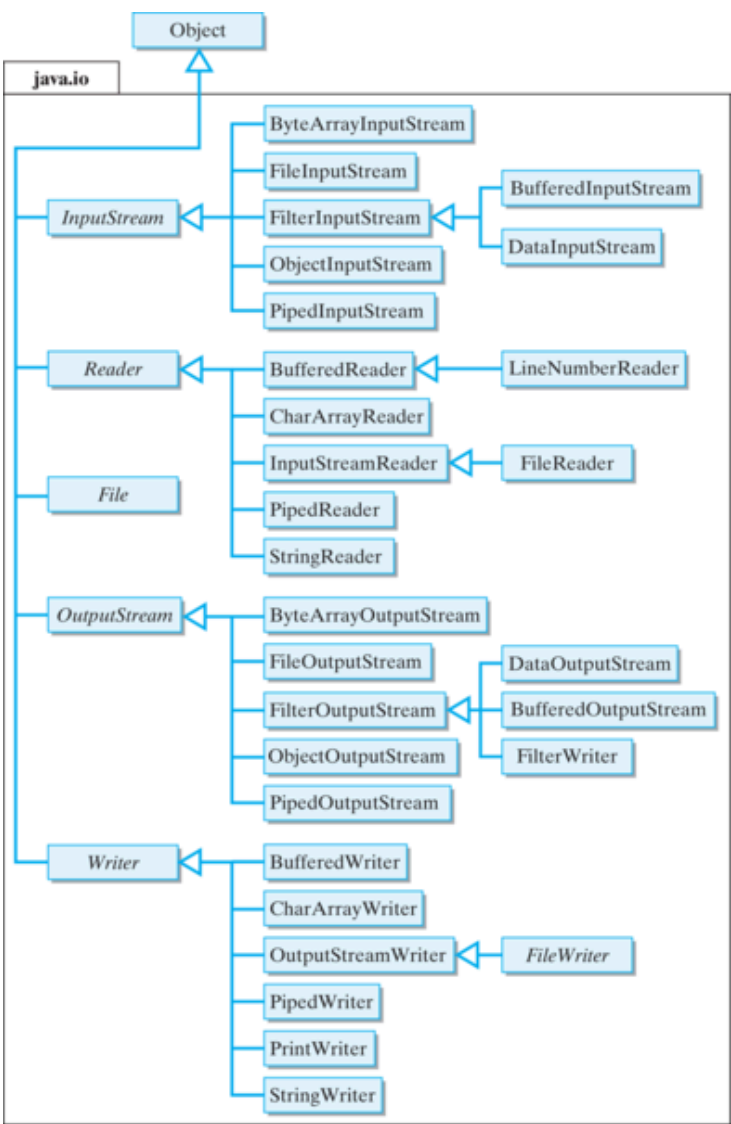 Object
java.io
ByteArrayInputStream
FileInputStream
BufferedInputStream
InputStream
FilterInputStream
DataInputStream
ObjectInputStream
PipedInputStream
Reader
BufferedReader
LineNumberReader
CharArrayReader
InputStreamReader
FileReader
File
PipedReader
StringReader
OutputStream
ByteArrayOutputStream
FileOutputStream
DataOutputStream
FilterOutputStream
BufferedOutputStream
ObjectOutputStream
FilterWriter
PipedOutputStream
Writer
BufferedWriter
CharArrayWriter
OutputStreamWriter
FileWriter
PipedWriter
PrintWriter
StringWriter